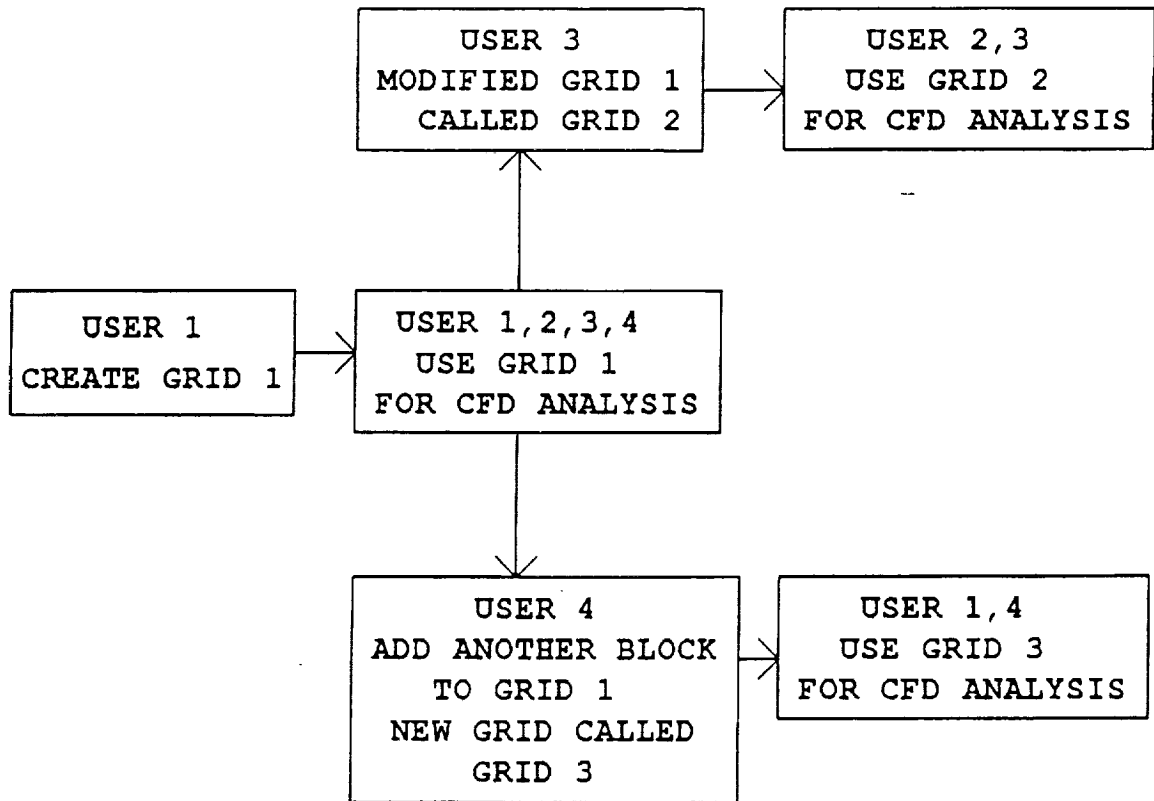 USER 3
MODIFIED GRID 1
CALLED GRID 2
USER 2,3
USE GRID 2
FOR CFD ANALYSIS
USER 1
CREATE GRID 1
USER 1,2,3,4
USE GRID 1
FOR CFD ANALYSIS
USER 4
ADD ANOTHER BLOCK
TO GRID 1
NEW GRID CALLED
GRID 3
USER 1,4
USE GRID 3
FOR CFD ANALYSIS